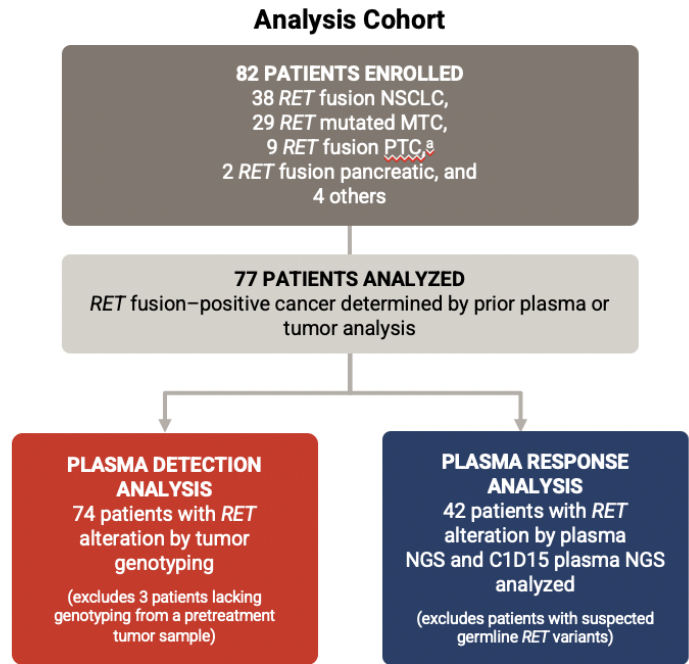 Analysis Cohort
82 PATIENTS ENROLLED
38 RET fusion NSCLC,
29 RET mutated MTC,
9 RET fusion PTC,a
2 RET fusion pancreatic, and
4 others
77 PATIENTS ANALYZED
RET fusion–positive cancer determined by prior plasma or
tumor analysis
PLASMA DETECTION
ANALYSIS
74 patients with RET
alteration by tumor
genotyping
(excludes 3 patients lacking
genotyping from a pretreatment
tumor sample)
PLASMA RESPONSE
ANALYSIS
42 patients with RET
alteration by plasma
NGS and C1D15 plasma NGS
analyzed
(excludes patients with suspected
germline RET variants)